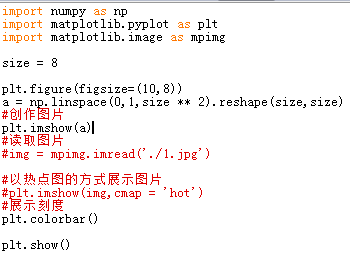 import numpy as np
import matplotlib.pyplot as plt
import matplotlib.image as mpimg
size = 8
plt.figure(figsize=(10,8))
a = np.linspace(0,1,size ** 2).reshape(size,size)
#创作图片
plt.imshow(a)
#读取图片
#img = mpimg.imread('./1.jpg')
#以热点图的方式展示图片
#plt.imshow(img,cmap = 'hot')
#展示刻度
plt.colorbar()
plt.show()